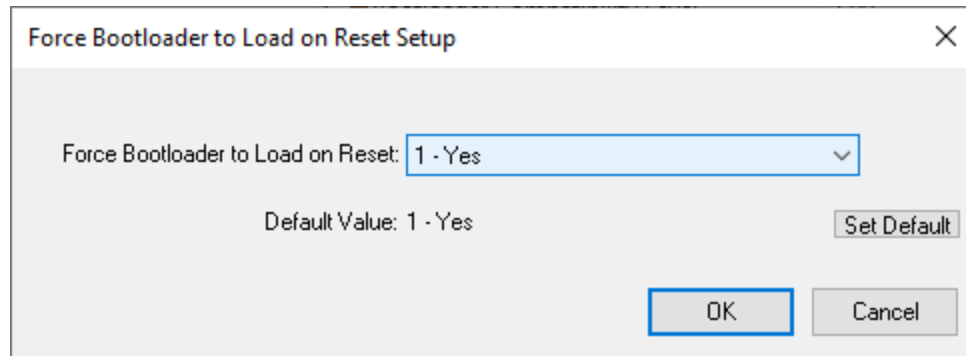 Force Bootloader to Load on Reset Setup
Force Bootloader to Load on Reset: 1 - Yes
Default Value: 1 - Yes
Set Default
OK
Cancel